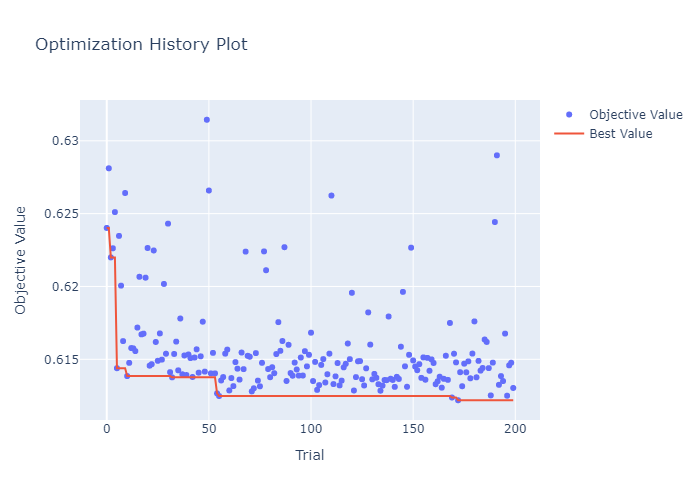 Optimization History Plot
Objective Value
Best Value
0.63
0.625
0.62
0.615
Objective Value
0
50
100
150
200
Trial